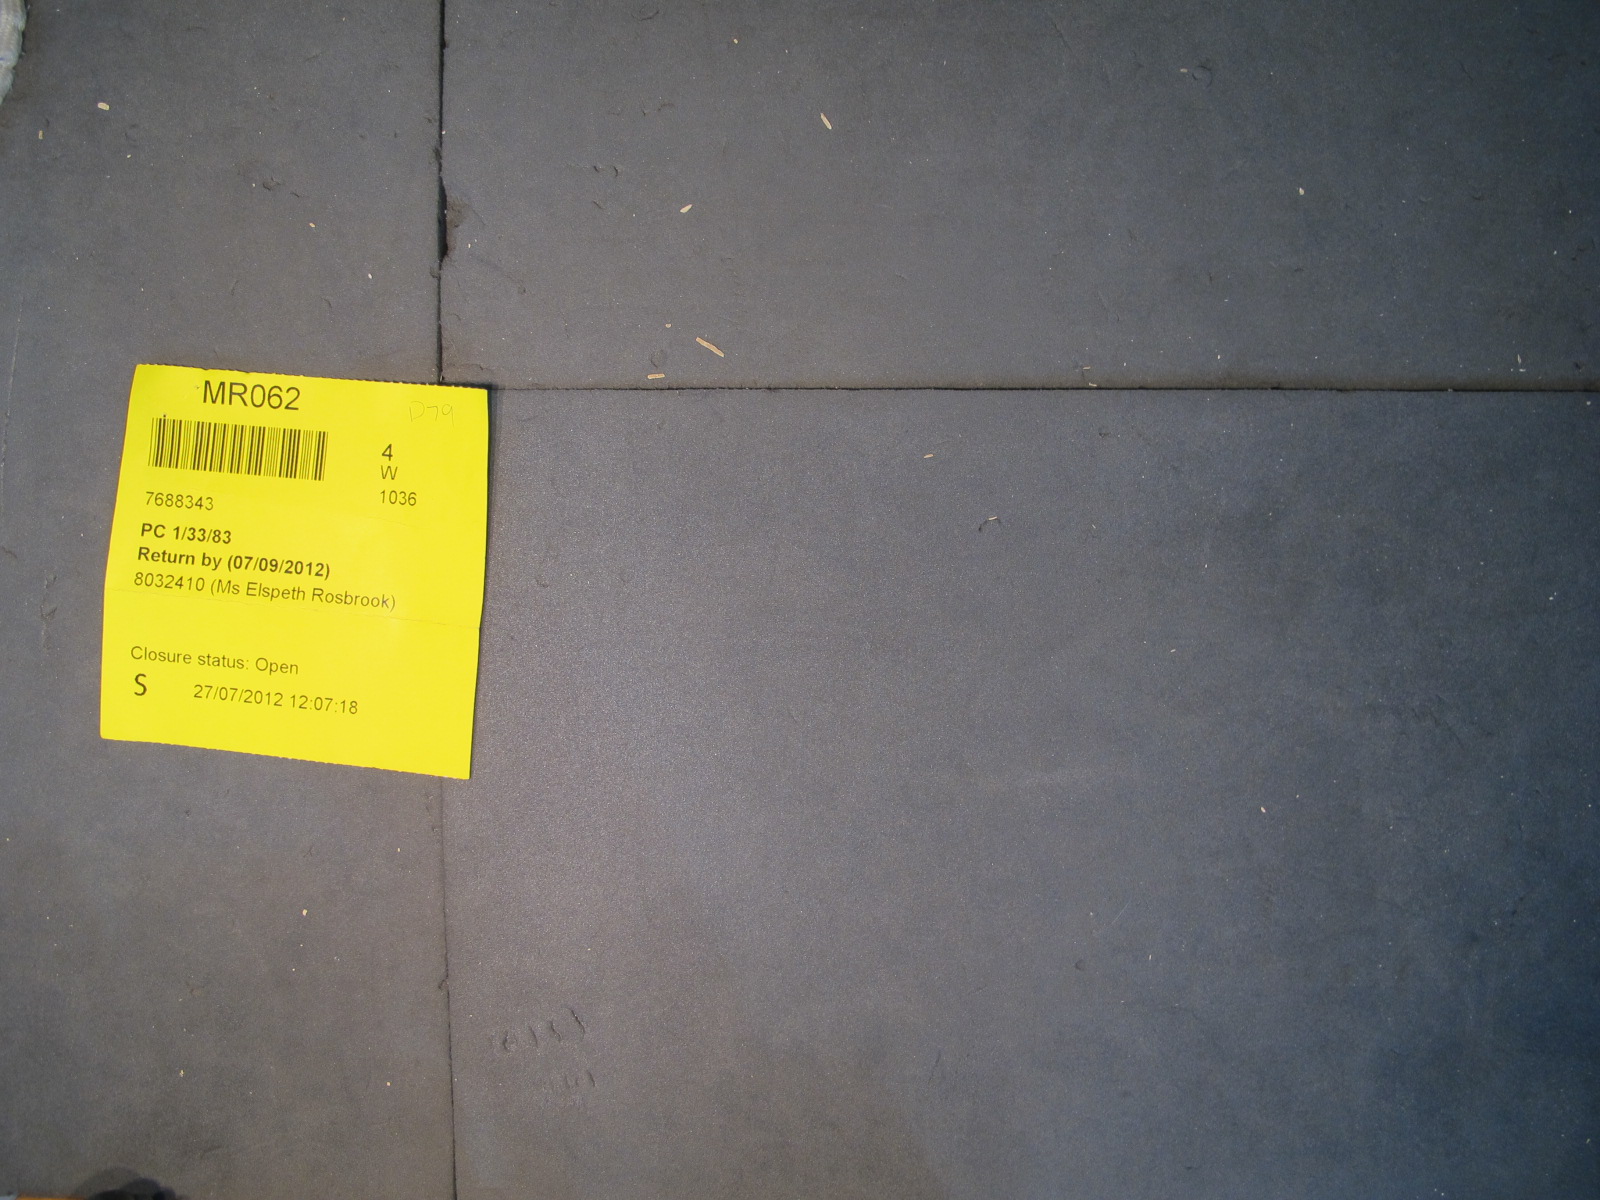 MR062
D79
4
W
7688343
1036
PC 1/33/83
Return by (07/09/2012)
8032410 (Ms Elspeth Rosbrook)
Closure status: Open
S 27/07/2012 12:07:18